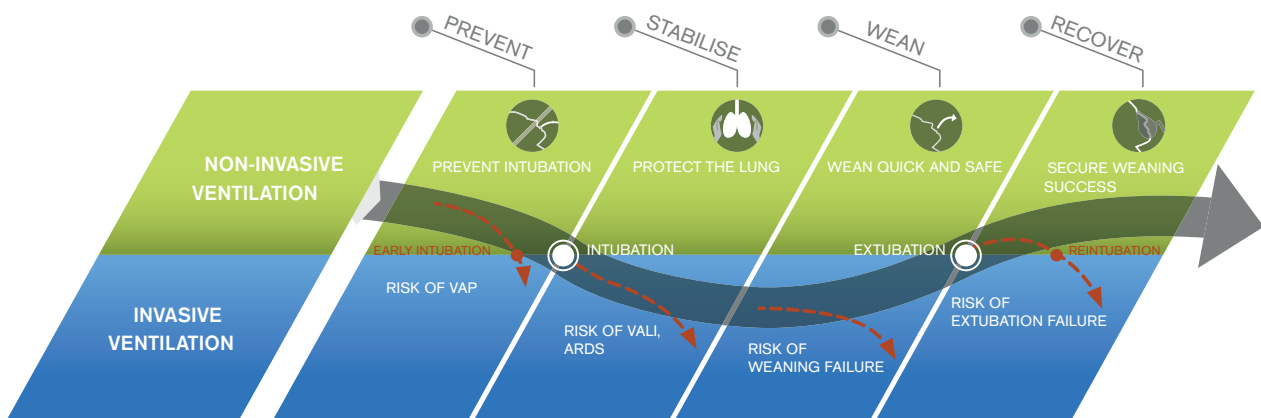 PREVENT
STABILISE
WEAN
RECOVER
NON-INVASIVE
VENTILATION
PREVENT INTUBATION
PROTECT THE LUNG
WEAN QUICK AND SAFE
SECURE WEANING
SUCCESS
EARLY INTUBATION
INTUBATION
EXTUBATION
REINTUBATION
RISK OF VAP
INVASIVE
VENTILATION
RISK OF VALI,
ARDS
RISK OF
WEANING FAILURE
RISK OF
EXTUBATION FAILURE